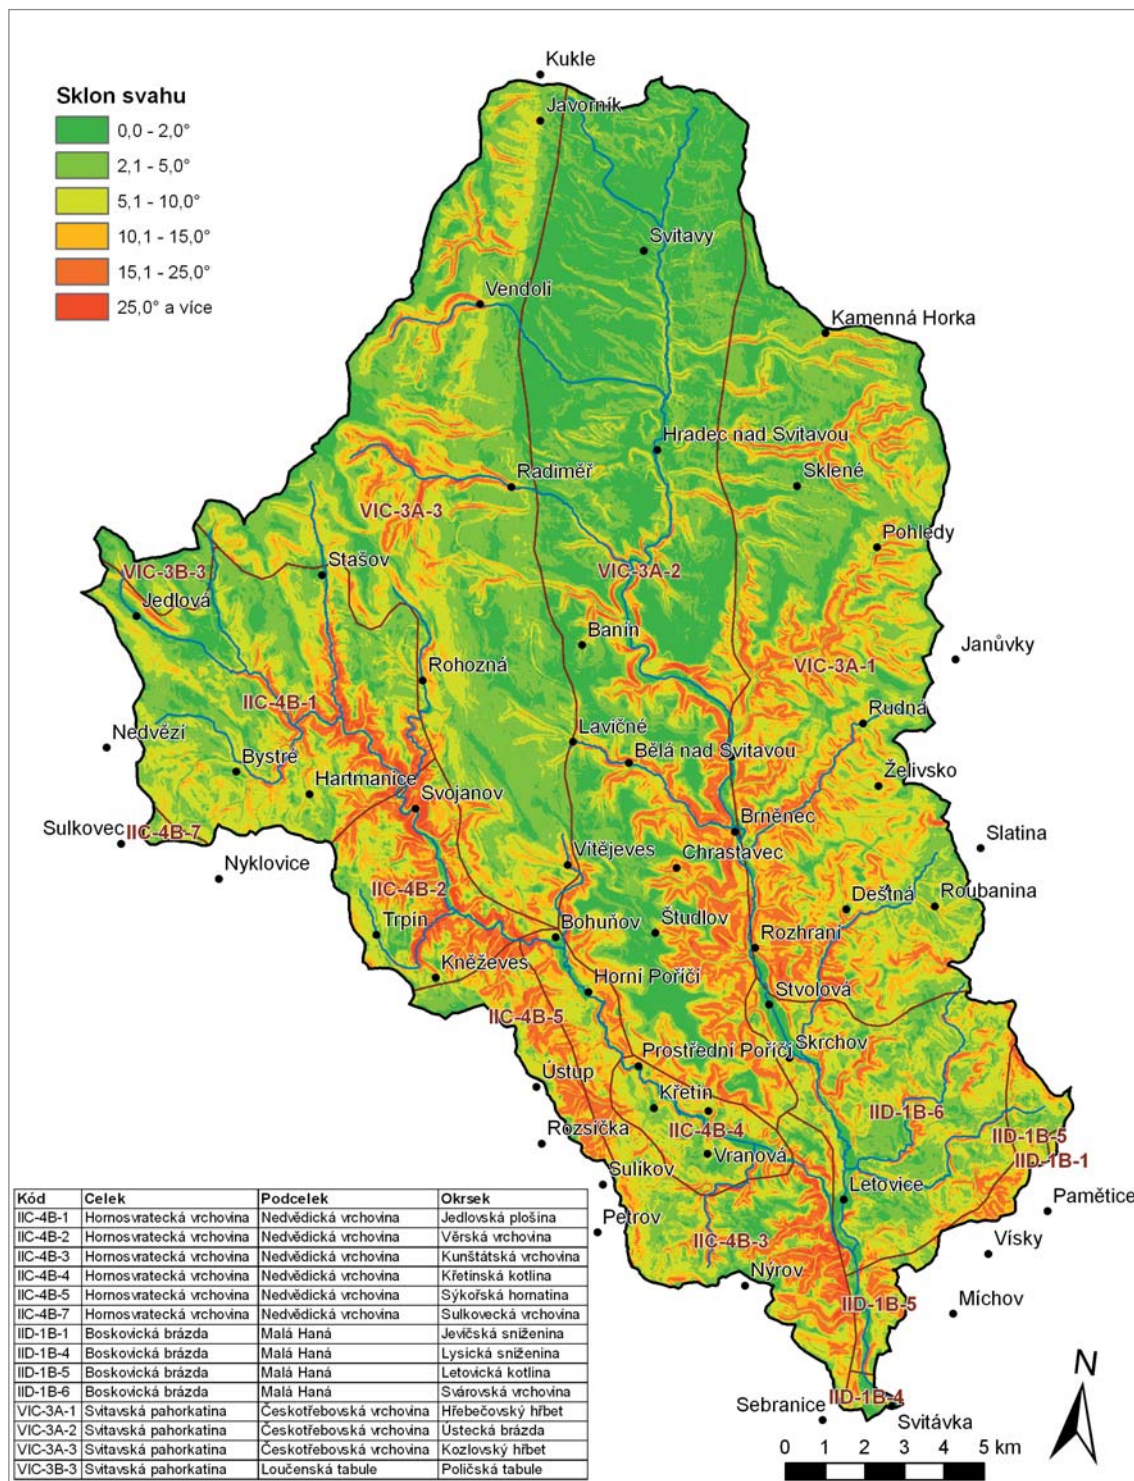 Kukle
Sklon svahu
0,0 - 2,0°
2,1 - 5,0°
5,1 - 10,0°
10,1 - 15,0°
15,1 - 25,0°
25,0° a více
Javorník
Svitavy
Vendolí
Kamenná Horka
Hradec nad Svitavou
Radiměř
Sklené
VIC-3A-3
Pohledy
VIC-3B-3
Stašov
VIC-3A-2
Jedlová
Banín
Janůvky
Rohozná
VIC-3A-1
IIC-4B-1
Rudná
Nedvězí
Lavičné
Bělá nad Svitavou
Bystré
Hartmanice
Želivsko
Svojanov
Sulkovec
IIC-4B-7
Brněnec
Slatina
Nyklovice
Vítějeves
Chrastavec
IIC-4B-2
Deštná
Roubanina
Trpín
Bohuňov
Študlov
Rozhraní
Kněževes
Horní Poříčí
Stvolová
IIC-4B-5
Skrchov
Prostřední Poříčí
Ústup
Křetín
IID-1B-6
IIC-4B-4
IID-1B-5
Rozsíčka
Vranová
IID-1B-1
Sulíkov
Letovice
Pamětice
Petrov
IIC-4B-3
Vísky
Nýrov
IID-1B-5
Míchov
Sebranice
IID-1B-4
Svitávka
N
0 1 2 3 4 5 km
Kód Celek Podcelek Okrsek
IIC-4B-1 Hornosvratecká vrchovina Nedvědická vrchovina Jedlovská plošina
IIC-4B-2 Hornosvratecká vrchovina Nedvědická vrchovina Věrská vrchovina
IIC-4B-3 Hornosvratecká vrchovina Nedvědická vrchovina Kunštátská vrchovina
IIC-4B-4 Hornosvratecká vrchovina Nedvědická vrchovina Křetinská kotlina
IIC-4B-5 Hornosvratecká vrchovina Nedvědická vrchovina Sýkořská hornatina
IIC-4B-7 Hornosvratecká vrchovina Nedvědická vrchovina Sulkovecká vrchovina
IID-1B-1 Boskovická brázda Malá Haná Jevíčská sníženina
IID-1B-4 Boskovická brázda Malá Haná Lysická sníženina
IID-1B-5 Boskovická brázda Malá Haná Letovická kotlina
IID-1B-6 Boskovická brázda Malá Haná Svárovská vrchovina
VIC-3A-1 Svitavská pahorkatina Českotřebovská vrchovina Hřebečovský hřbet
VIC-3A-2 Svitavská pahorkatina Českotřebovská vrchovina Ústecká brázda
VIC-3A-3 Svitavská pahorkatina Českotřebovská vrchovina Kozlovský hřbet
VIC-3B-3 Svitavská pahorkatina Loučenská tabule Poličská tabule